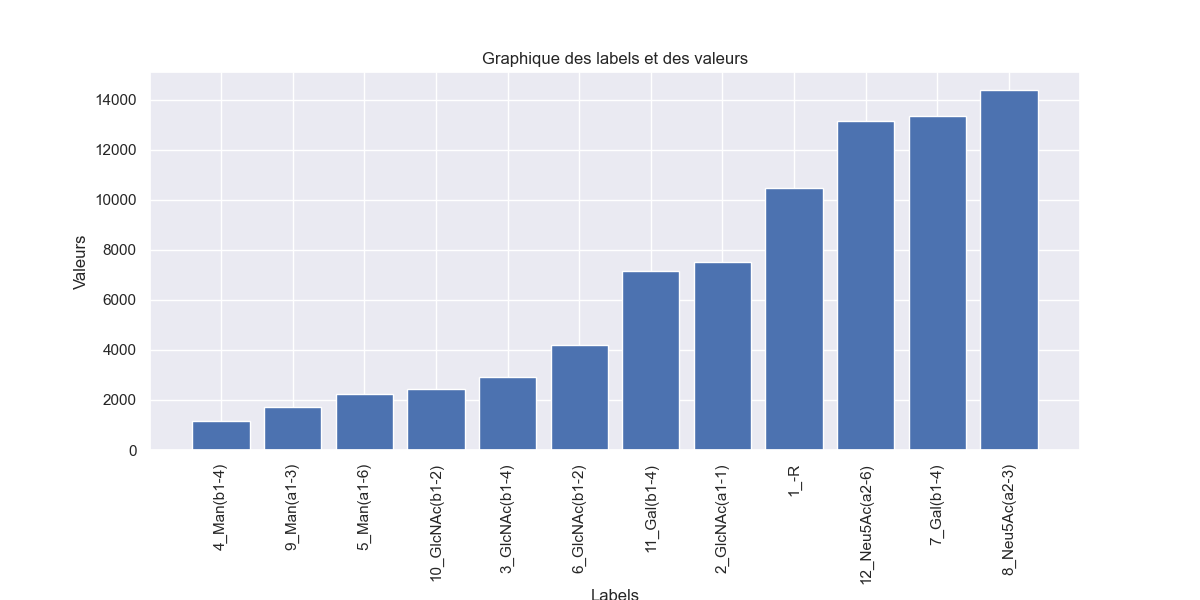 Graphique des labels et des valeurs
Valeurs
14000
12000
10000
8000
6000
4000
2000
0
4_Man(b1-4)
9_Man(a1-3)
5_Man(a1-6)
10_GlcNAc(b1-2)
3_GlcNAc(b1-4)
6_GlcNAc(b1-2)
11_Gal(b1-4)
2_GlcNAc(a1-1)
1_-R
12_Neu5Ac(a2-6)
7_Gal(b1-4)
8_Neu5Ac(a2-3)
Labels